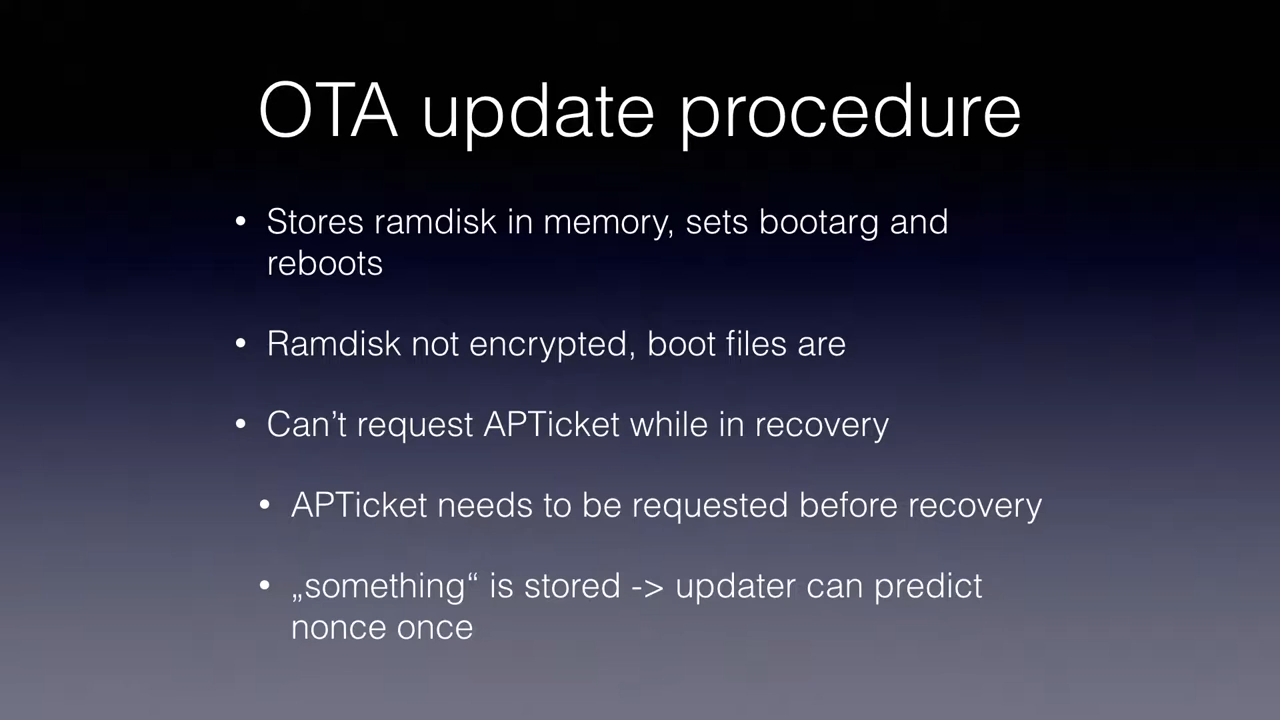 OTA update procedure
• Stores ramdisk in memory, sets bootarg and
reboots
• Ramdisk not encrypted, boot files are
• Can’t request APTicket while in recovery
• APTicket needs to be requested before recovery
• „something“ is stored -> updater can predict
nonce once